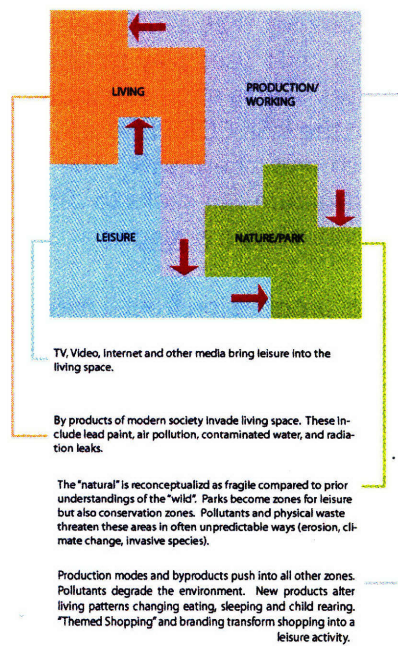 LIVING
PRODUCTION/
WORKING
LEISURE
NATURE/PARK
TV, Video, Internet and other media bring leisure into the
living space.
By products of modern society invade living space. These in-
clude lead paint, air pollution, contaminated water, and radia-
tion leaks.
The "natural" is reconceptualizd as fragile compared to prior
understandings of the "wild". Parks become zones for leisure
but also conservation zones. Pollutants and physical waste
threaten these areas in often unpredictable ways (erosion, cli-
mate change, invasive species).
Production modes and byproducts push into all other zones.
Pollutants degrade the environment. New products alter
living patterns changing eating, sleeping and child rearing.
"Themed Shopping" and branding transform shopping into a
leisure activity.